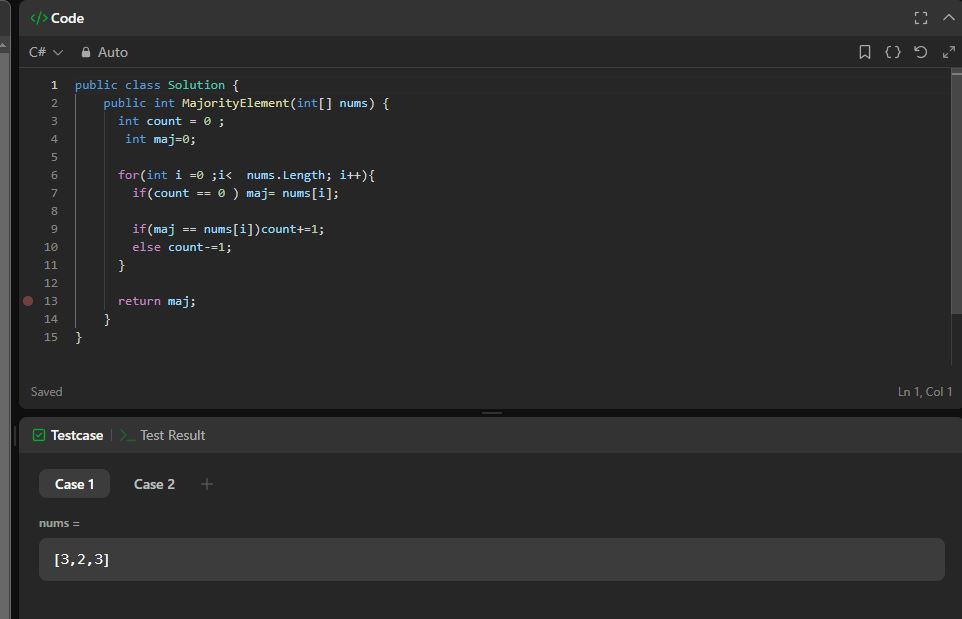 </> Code
C# Auto
1 public class Solution {
2     public int MajorityElement(int[] nums) {
3       int count = 0 ;
4        int maj=0;
5
6       for(int i =0 ;i<  nums.Length; i++){
7         if(count == 0 ) maj= nums[i];
8
9         if(maj == nums[i])count+=1;
10         else count-=1;
11       }
12
13       return maj;
14     }
15 }
Saved Ln 1, Col 1
Testcase | >_ Test Result
Case 1 Case 2 +
nums =
[3,2,3]